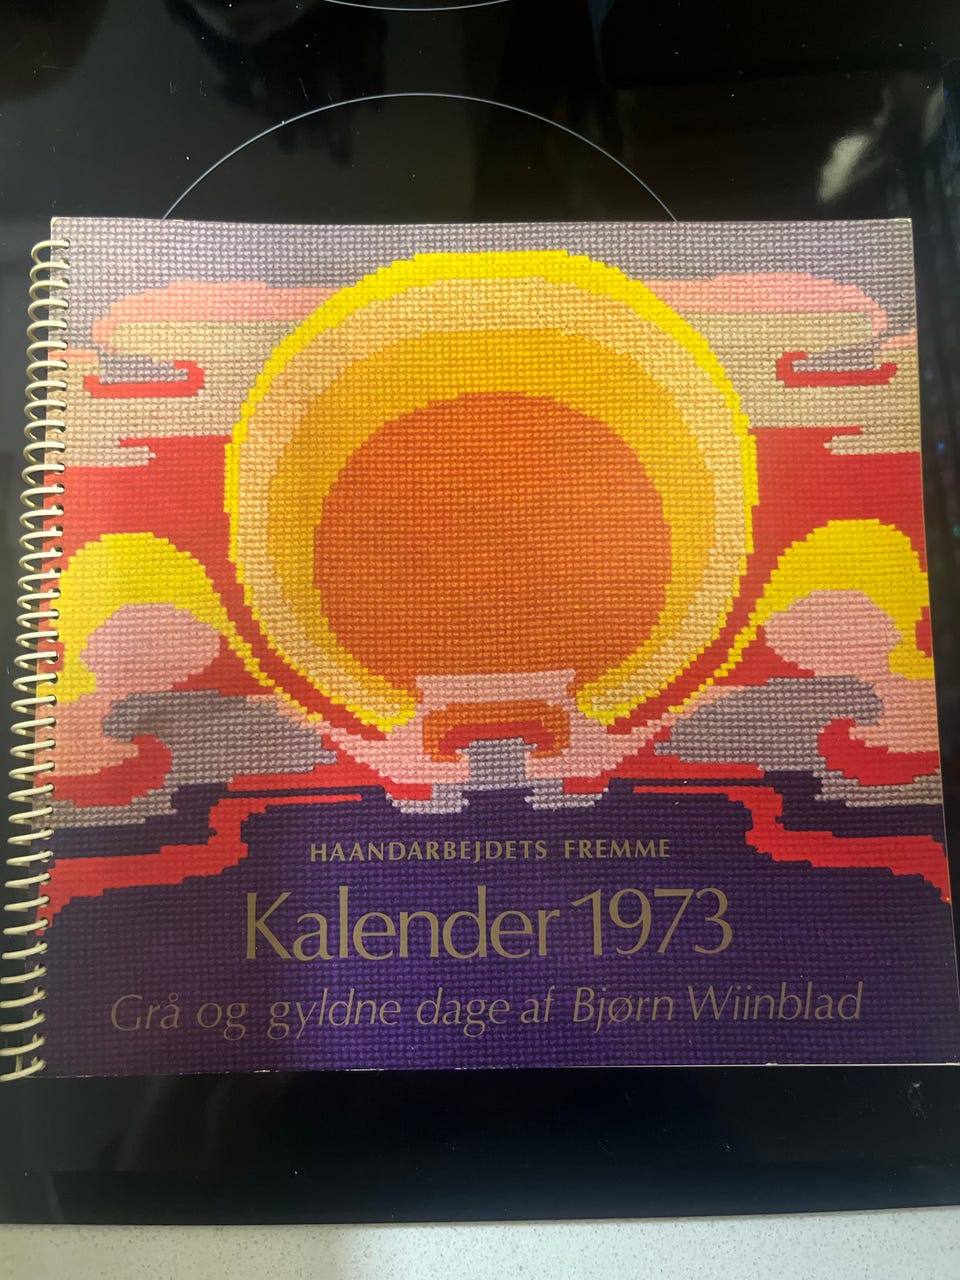 HAANDARBEJDETS FREMME
Kalender 1973
Grå og gyldne dage af Bjørn Wiinblad